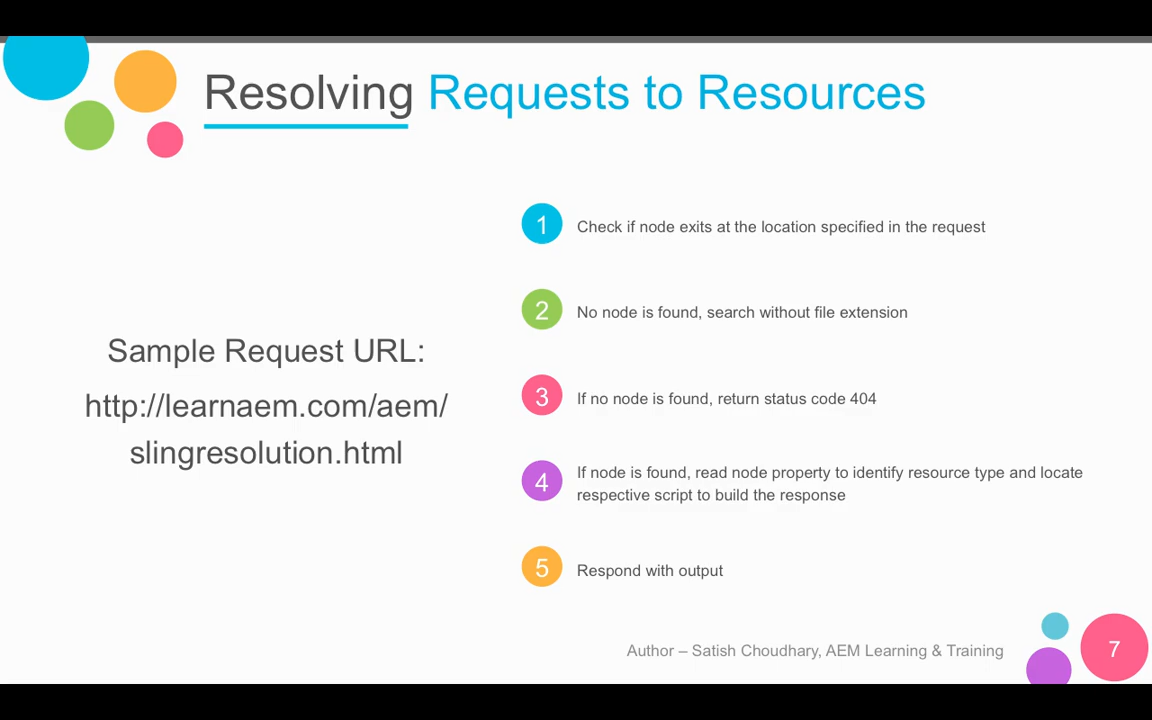 Resolving Requests to Resources
Sample Request URL:
http://learnaem.com/aem/
slingresolution.html
1 Check if node exits at the location specified in the request
2 No node is found, search without file extension
3 If no node is found, return status code 404
4 If node is found, read node property to identify resource type and locate
respective script to build the response
5 Respond with output
Author – Satish Choudhary, AEM Learning & Training
7